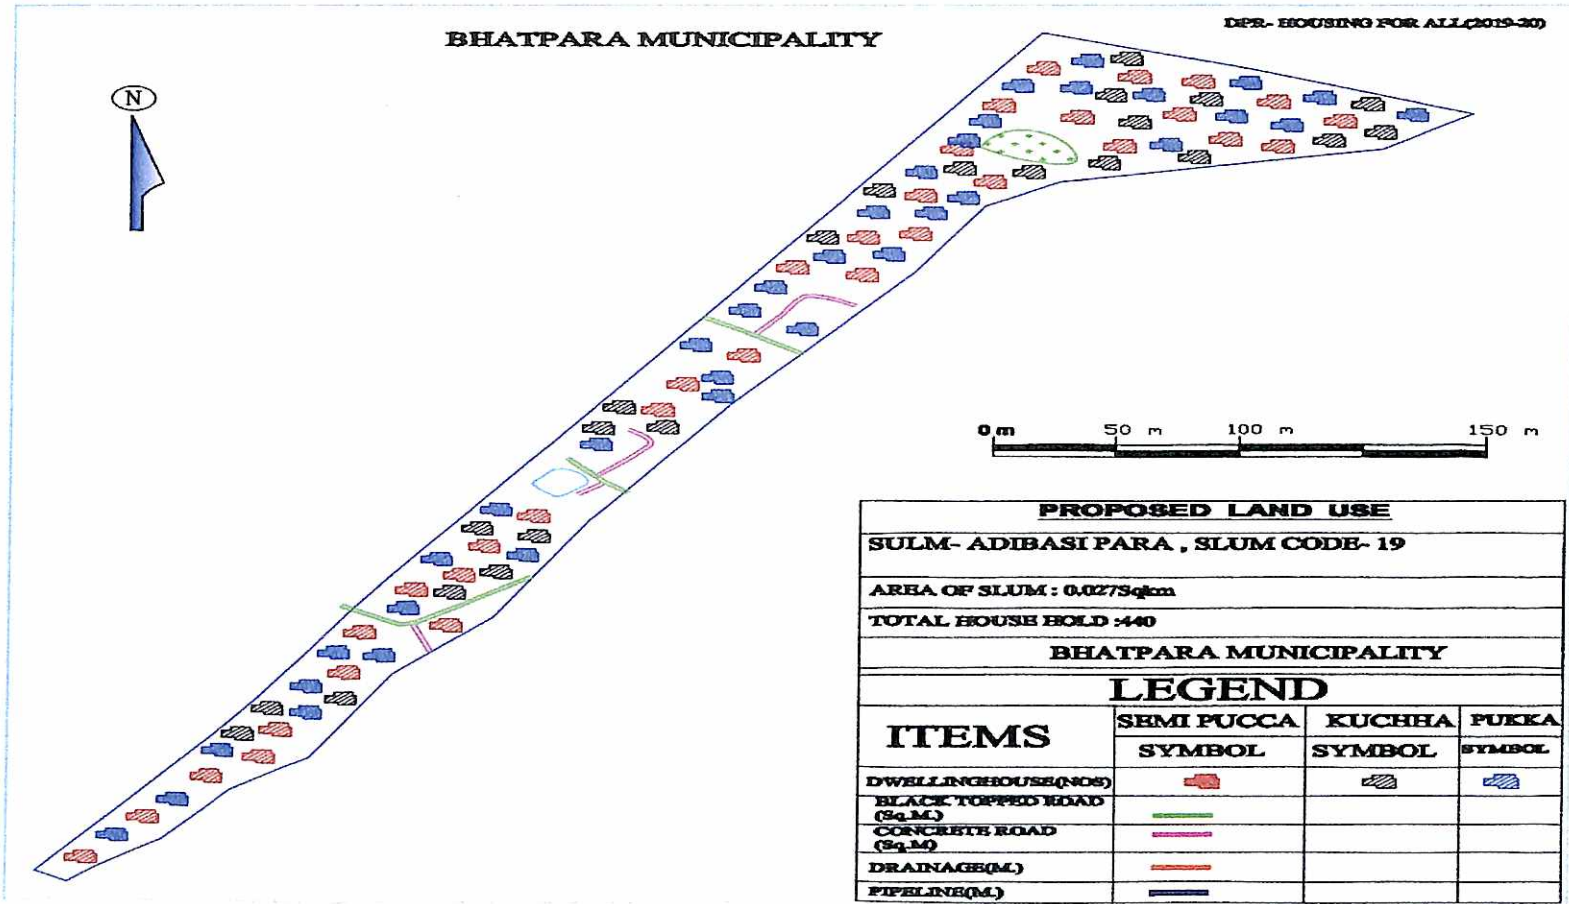 DPR- HOUSING FOR ALL(2019-20)
BHATPARA MUNICIPALITY
N
0 m 50 m 100 m 150 m
PROPOSED LAND USE
SULM- ADIBASI PARA , SLUM CODE- 19
AREA OF SLUM : 0.027Sqkm
TOTAL HOUSE HOLD :440
BHATPARA MUNICIPALITY
LEGEND
ITEMS SEMI PUCCA KUCHHA PUKKA
SYMBOL SYMBOL SYMBOL
DWELLINGHOUSE(NOS)
BLACK TOPPED ROAD
(Sq.M.)
CONCRETE ROAD
(Sq.M)
DRAINAGE(M.)
PIPELINE(M.)